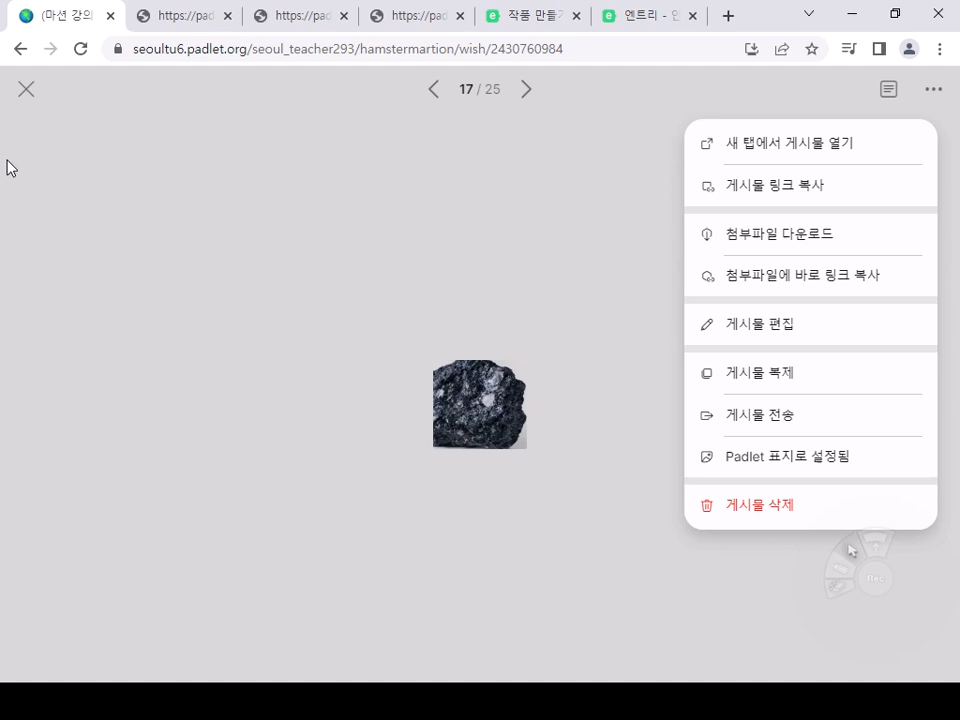 (마션 강의
https://pad
https://pad
https://pad
작품 만들기
엔트리 - 인
seoultu6.padlet.org/seoul_teacher293/hamstermartion/wish/2430760984
17 / 25
새 탭에서 게시물 열기
게시물 링크 복사
첨부파일 다운로드
첨부파일에 바로 링크 복사
게시물 편집
게시물 복제
게시물 전송
Padlet 표지로 설정됨
게시물 삭제
Rec